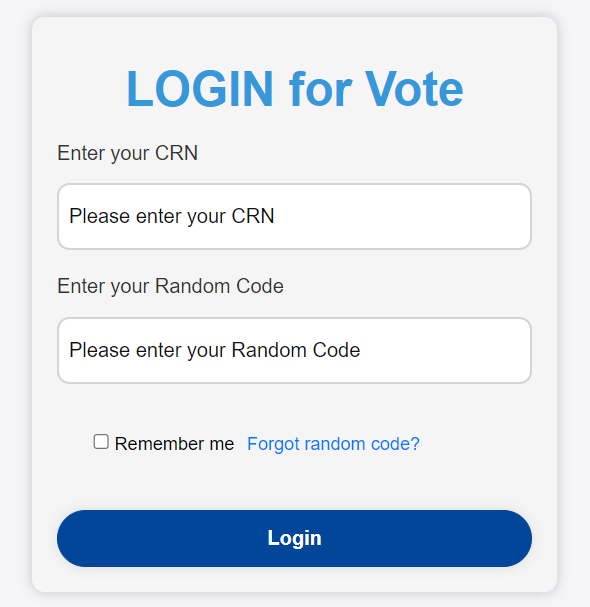 LOGIN for Vote
Enter your CRN
Please enter your CRN
Enter your Random Code
Please enter your Random Code
Remember me Forgot random code?
Login